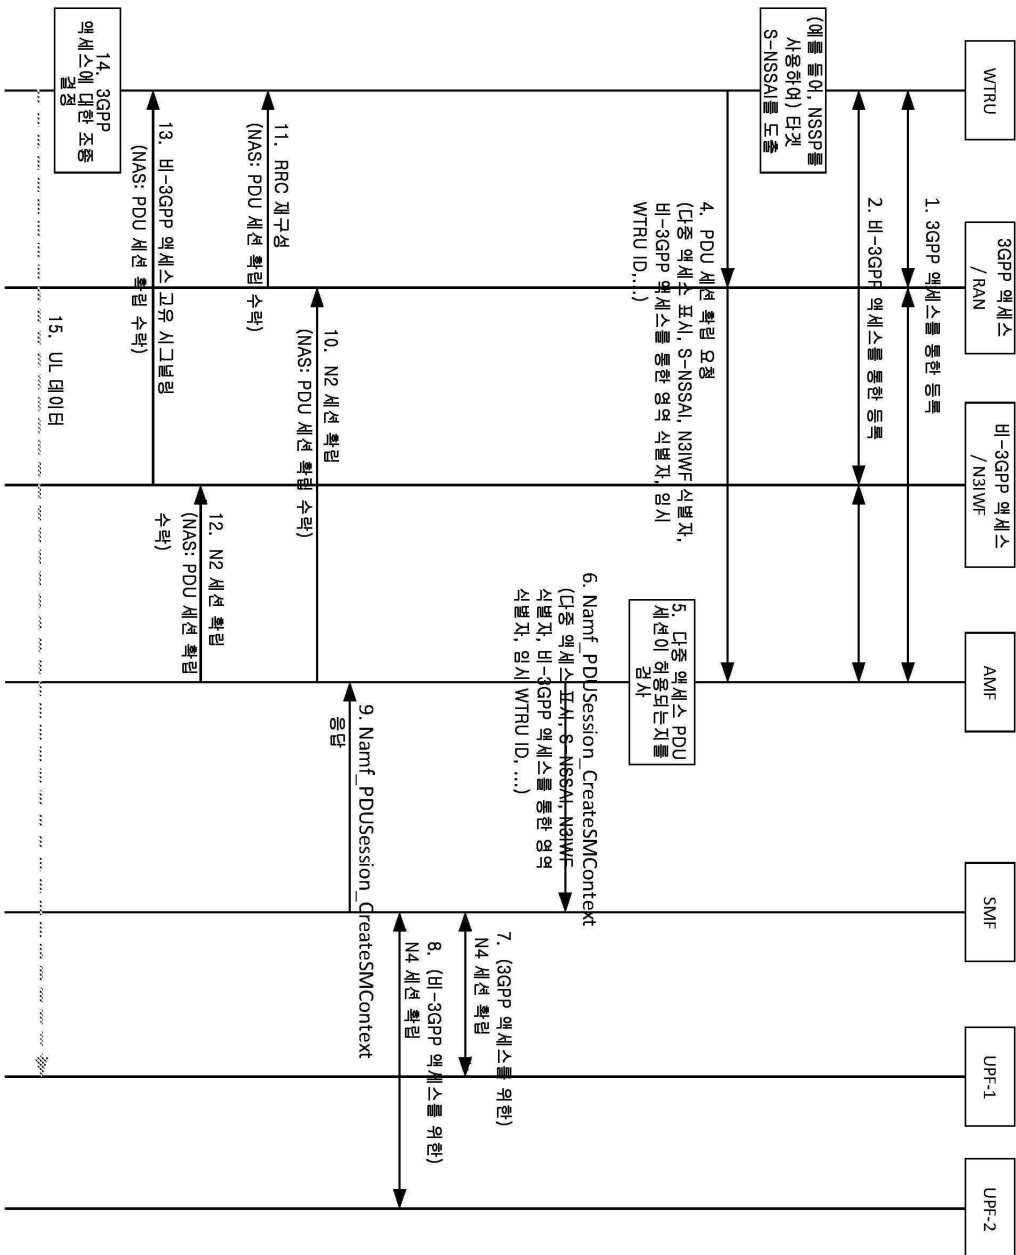 WTRU
3GPP 액세스
/ RAN
비-3GPP 액세스
/ N3IWF
AMF
SMF
UPF-1
UPF-2
1. 3GPP 액세스를 통한 등록
2. 비-3GPP 액세스를 통한 등록
(예를 들어, NSSP를
사용하여) 타겟
S-NSSAI를 도출
4. PDU 세션 확립 요청
(다중 액세스 표시, S-NSSAI, N3IWF 식별자,
비-3GPP 액세스를 통한 영역 식별자, 임시
WTRU ID,...)
5. 다중 액세스 PDU
세션이 허용되는지를
검사
6. Namf_PDUSession_CreateSMContext
(다중 액세스 표시, S-NSSAI, N3IWF
식별자, 비-3GPP 액세스를 통한 영역
식별자, 임시 WTRU ID, ...)
7. (3GPP 액세스를 위한)
N4 세션 확립
8. (비-3GPP 액세스를 위한)
N4 세션 확립
9. Namf_PDUSession_CreateSMContext
응답
10. N2 세션 확립
(NAS: PDU 세션 확립 수락)
11. RRC 재구성
(NAS: PDU 세션 확립 수락)
12. N2 세션 확립
(NAS: PDU 세션 확립
수락)
13. 비-3GPP 액세스 고유 시그널링
(NAS: PDU 세션 확립 수락)
14. 3GPP
액세스에 대한 조종
결정
15. UL 데이터